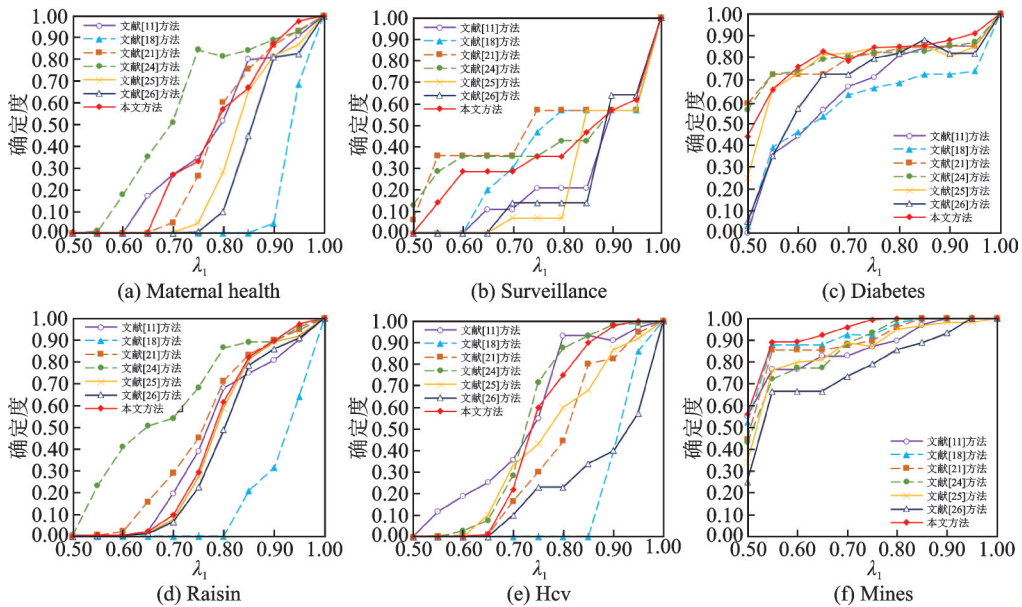 确定度
1.00
0.90
0.80
0.70
0.60
0.50
0.40
0.30
0.20
0.10
0.00
文献[11]方法
文献[18]方法
文献[21]方法
文献[24]方法
文献[25]方法
文献[26]方法
本文方法
0.50 0.60 0.70 0.80 0.90 1.00
λ1
(a) Maternal health
确定度
1.00
0.90
0.80
0.70
0.60
0.50
0.40
0.30
0.20
0.10
0.00
文献[11]方法
文献[18]方法
文献[21]方法
文献[24]方法
文献[25]方法
文献[26]方法
本文方法
0.50 0.60 0.70 0.80 0.90 1.00
λ1
(b) Surveillance
确定度
1.00
0.90
0.80
0.70
0.60
0.50
0.40
0.30
0.20
0.10
0.00
文献[11]方法
文献[18]方法
文献[21]方法
文献[24]方法
文献[25]方法
文献[26]方法
本文方法
0.50 0.60 0.70 0.80 0.90 1.00
λ1
(c) Diabetes
确定度
1.00
0.90
0.80
0.70
0.60
0.50
0.40
0.30
0.20
0.10
0.00
文献[11]方法
文献[18]方法
文献[21]方法
文献[24]方法
文献[25]方法
文献[26]方法
本文方法
0.50 0.60 0.70 0.80 0.90 1.00
λ1
(d) Raisin
确定度
1.00
0.90
0.80
0.70
0.60
0.50
0.40
0.30
0.20
0.10
0.00
文献[11]方法
文献[18]方法
文献[21]方法
文献[24]方法
文献[25]方法
文献[26]方法
本文方法
0.50 0.60 0.70 0.80 0.90 1.00
λ1
(e) Hcv
确定度
1.00
0.90
0.80
0.70
0.60
0.50
0.40
0.30
0.20
0.10
0.00
文献[11]方法
文献[18]方法
文献[21]方法
文献[24]方法
文献[25]方法
文献[26]方法
本文方法
0.50 0.60 0.70 0.80 0.90 1.00
λ1
(f) Mines